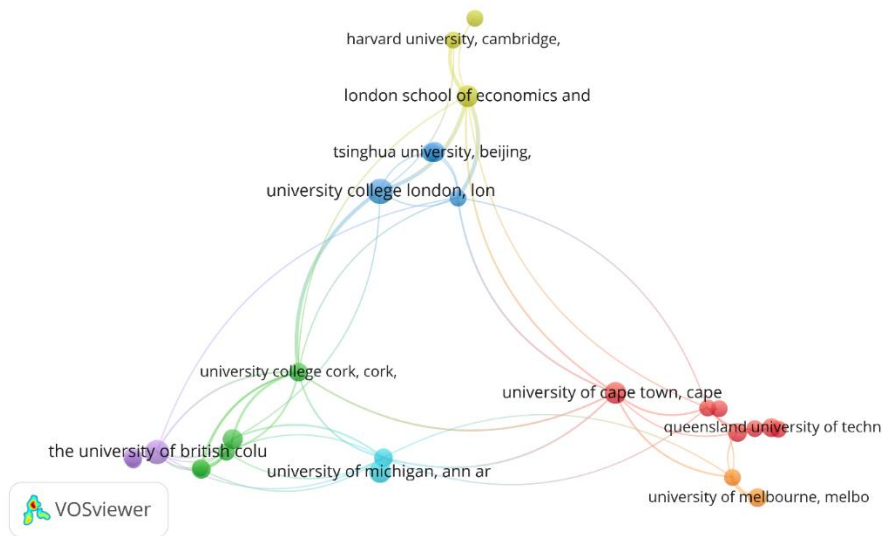 harvard university, cambridge,
london school of economics and
tsinghua university, beijing,
university college london, lon
university college cork, cork,
university of cape town, cape
queensland university of techn
the university of british colu
university of michigan, ann ar
university of melbourne, melbo
VOSviewer